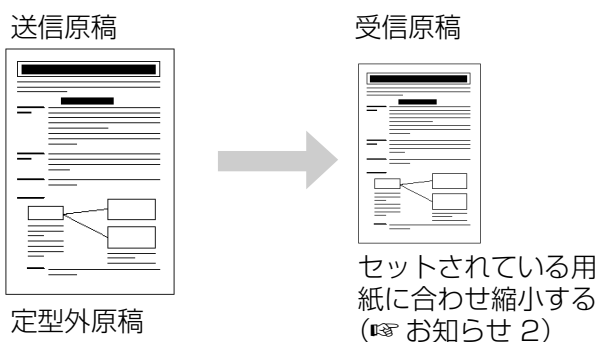 送信原稿
受信原稿
定型外原稿
セットされている用
紙に合わせ縮小する
(☞ お知らせ 2)